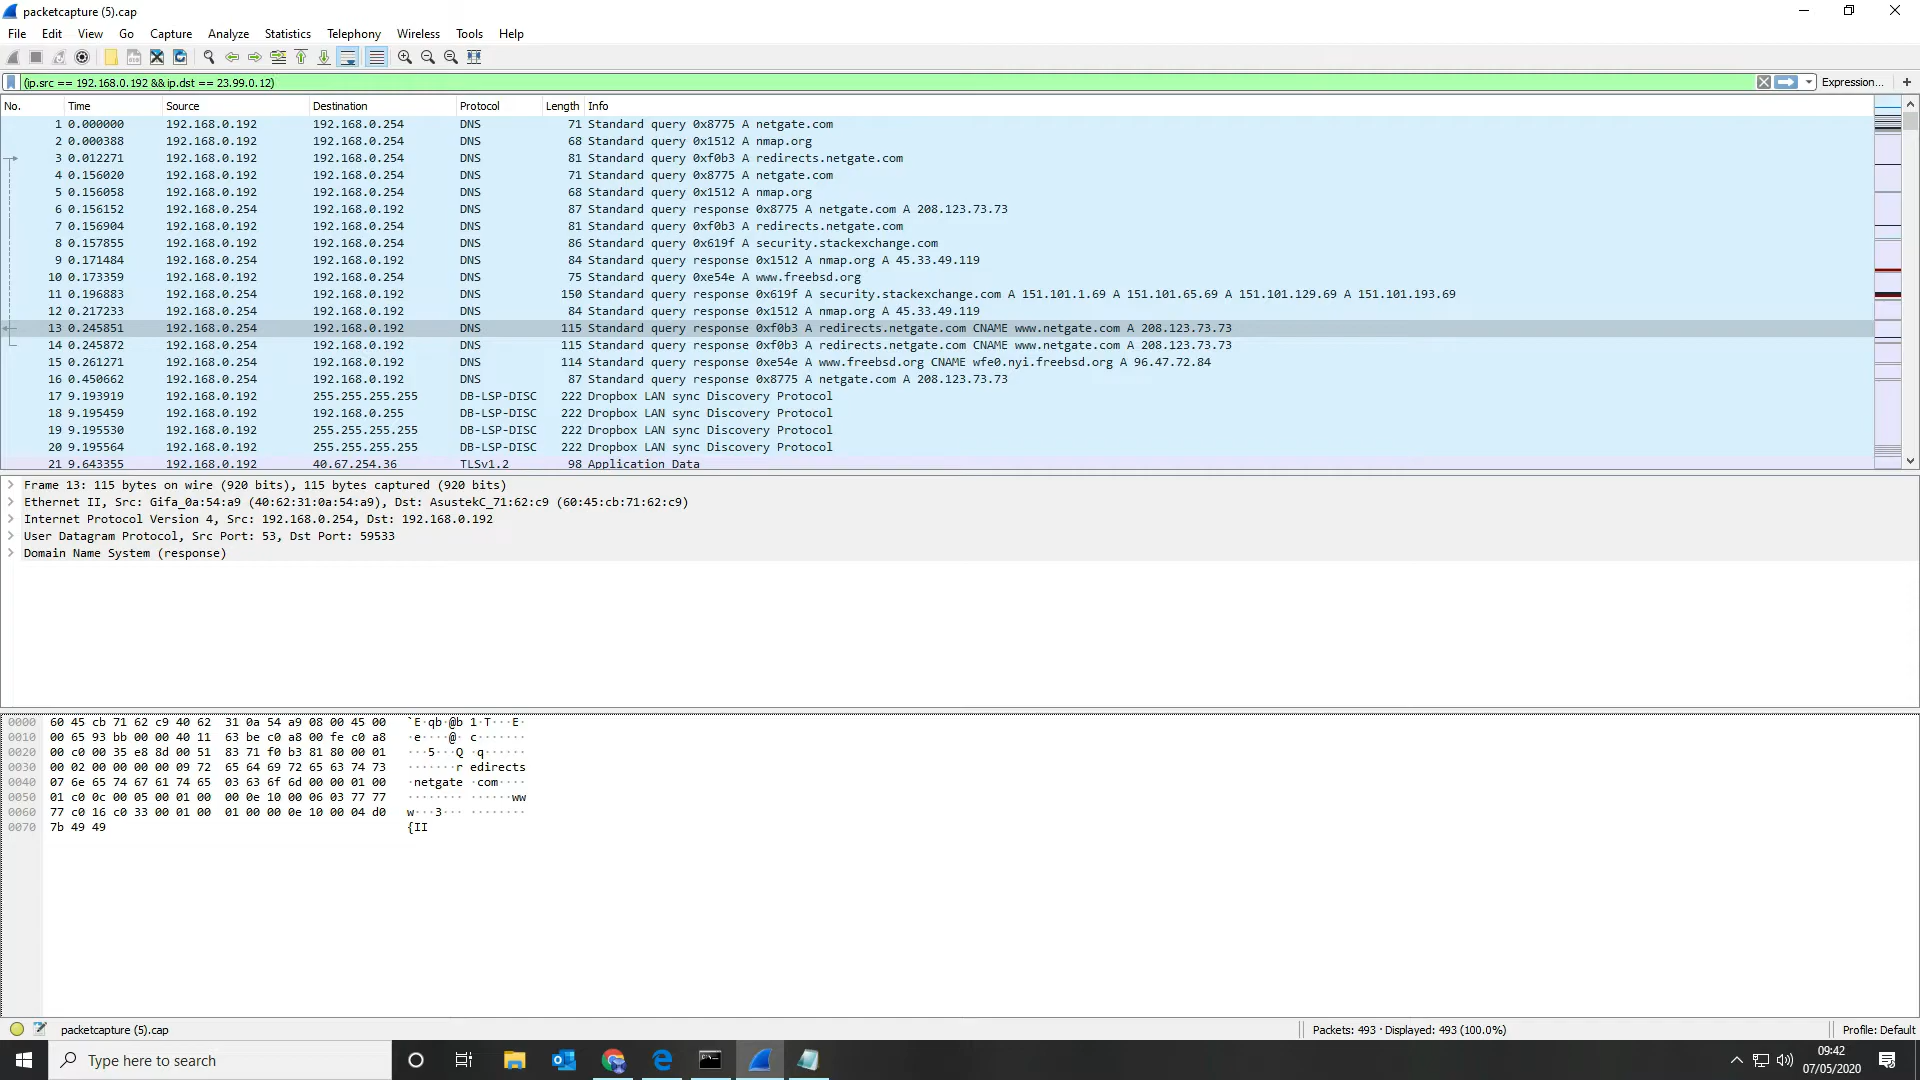 packetcapture (5).cap
File Edit View Go Capture Analyze Statistics Telephony Wireless Tools Help
(ip.src == 192.168.0.192 &&ip.dst == 23.99.0.12) Expression... +
No. Time Source Destination Protocol Length Info
1 0.000000 192.168.0.192 192.168.0.254 DNS 71 Standard query 0x8775 A netgate.com
2 0.000388 192.168.0.192 192.168.0.254 DNS 68 Standard query 0x1512 A nmap.org
3 0.012271 192.168.0.192 192.168.0.254 DNS 81 Standard query 0xf0b3 A redirects.netgate.com
4 0.156020 192.168.0.192 192.168.0.254 DNS 71 Standard query 0x8775 A netgate.com
5 0.156058 192.168.0.192 192.168.0.254 DNS 68 Standard query 0x1512 A nmap.org
6 0.156152 192.168.0.254 192.168.0.192 DNS 87 Standard query response 0x8775 A netgate.com A 208.123.73.73
7 0.156904 192.168.0.192 192.168.0.254 DNS 81 Standard query 0xf0b3 A redirects.netgate.com
8 0.157855 192.168.0.192 192.168.0.254 DNS 86 Standard query 0x619f A security.stackexchange.com
9 0.171484 192.168.0.254 192.168.0.192 DNS 84 Standard query response 0x1512 A nmap.org A 45.33.49.119
10 0.173359 192.168.0.192 192.168.0.254 DNS 75 Standard query 0xe54e A www.freebsd.org
11 0.196883 192.168.0.254 192.168.0.192 DNS 150 Standard query response 0x619f A security.stackexchange.com A 151.101.1.69 A 151.101.65.69 A 151.101.129.69 A 151.101.193.69
12 0.217233 192.168.0.254 192.168.0.192 DNS 84 Standard query response 0x1512 A nmap.org A 45.33.49.119
13 0.245851 192.168.0.254 192.168.0.192 DNS 115 Standard query response 0xf0b3 A redirects.netgate.com CNAME www.netgate.com A 208.123.73.73
14 0.245872 192.168.0.254 192.168.0.192 DNS 115 Standard query response 0xf0b3 A redirects.netgate.com CNAME www.netgate.com A 208.123.73.73
15 0.261271 192.168.0.254 192.168.0.192 DNS 114 Standard query response 0xe54e A www.freebsd.org CNAME wfe0.nyi.freebsd.org A 96.47.72.84
16 0.450662 192.168.0.254 192.168.0.192 DNS 87 Standard query response 0x8775 A netgate.com A 208.123.73.73
17 9.193919 192.168.0.192 255.255.255.255 DB-LSP-DISC 222 Dropbox LAN sync Discovery Protocol
18 9.195459 192.168.0.192 192.168.0.255 DB-LSP-DISC 222 Dropbox LAN sync Discovery Protocol
19 9.195530 192.168.0.192 255.255.255.255 DB-LSP-DISC 222 Dropbox LAN sync Discovery Protocol
20 9.195564 192.168.0.192 255.255.255.255 DB-LSP-DISC 222 Dropbox LAN sync Discovery Protocol
21 9.643355 192.168.0.192 40.67.254.36 TLSv1.2 98 Application Data
> Frame 13: 115 bytes on wire (920 bits), 115 bytes captured (920 bits)
> Ethernet II, Src: Gifa_0a:54:a9 (40:62:31:0a:54:a9), Dst: AsustekC_71:62:c9 (60:45:cb:71:62:c9)
> Internet Protocol Version 4, Src: 192.168.0.254, Dst: 192.168.0.192
> User Datagram Protocol, Src Port: 53, Dst Port: 59533
> Domain Name System (response)
0000 60 45 cb 71 62 c9 40 62 31 0a 54 a9 08 00 45 00 `E·qb·@b 1·T···E·
0010 00 65 93 bb 00 00 40 11 63 be c0 a8 00 fe c0 a8 ·e····@· c·······
0020 00 c0 00 35 e8 8d 00 51 83 71 f0 b3 81 80 00 01 ···5···Q ·q······
0030 00 02 00 00 00 00 09 72 65 64 69 72 65 63 74 73 ·······r edirects
0040 07 6e 65 74 67 61 74 65 03 63 6f 6d 00 00 01 00 ·netgate ·com····
0050 01 c0 0c 00 05 00 01 00 00 0e 10 00 06 03 77 77 ········ ······ww
0060 77 c0 16 c0 33 00 01 00 01 00 00 0e 10 00 04 d0 w···3··· ········
0070 7b 49 49 {II
packetcapture (5).cap Packets: 493 · Displayed: 493 (100.0%) Profile: Default
Type here to search 09:42
07/05/2020